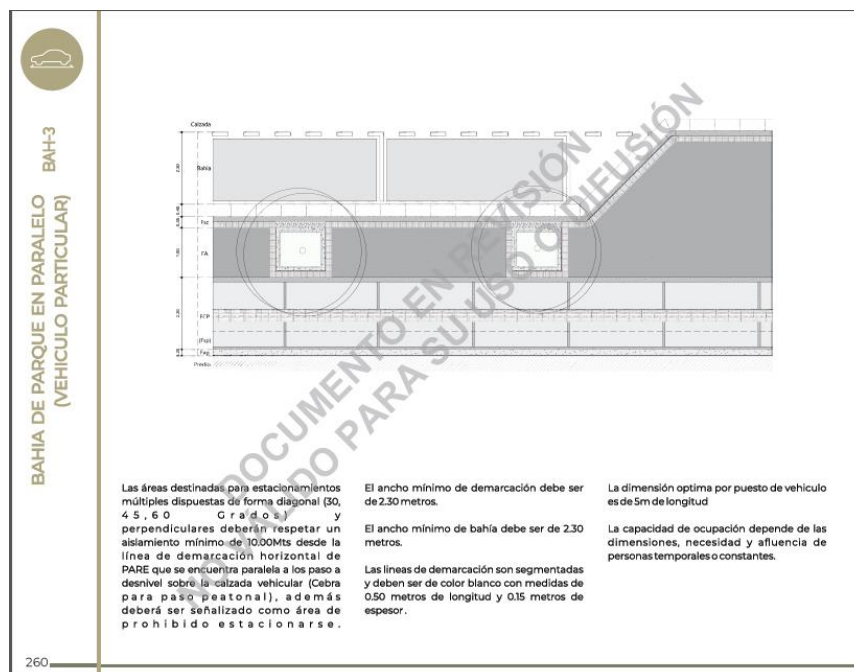 BAHIA DE PARQUE EN PARALELO BAH-3
(VEHICULO PARTICULAR)
Calzada
Bahía
Fsc
FIA
FCP
(Fsp)
Fap
Predio
DOCUMENTO EN REVISIÓN
NO VÁLIDO PARA SU USO O DIFUSIÓN
Las áreas destinadas para estacionamientos
múltiples dispuestas de forma diagonal (30,
45,60 Grados) y
perpendiculares deberán respetar un
aislamiento mínimo de 10.00Mts desde la
línea de demarcación horizontal de
PARE que se encuentra paralela a los paso a
desnivel sobre la calzada vehicular (Cebra
para paso peatonal), además
deberá ser señalizado como área de
prohibido estacionarse.
El ancho mínimo de demarcación debe ser
de 2.30 metros.
El ancho mínimo de bahía debe ser de 2.30
metros.
Las lineas de demarcación son segmentadas
y deben ser de color blanco con medidas de
0.50 metros de longitud y 0.15 metros de
espesor.
La dimensión optima por puesto de vehiculo
es de 5m de longitud
La capacidad de ocupación depende de las
dimensiones, necesidad y afluencia de
personas temporales o constantes.
260